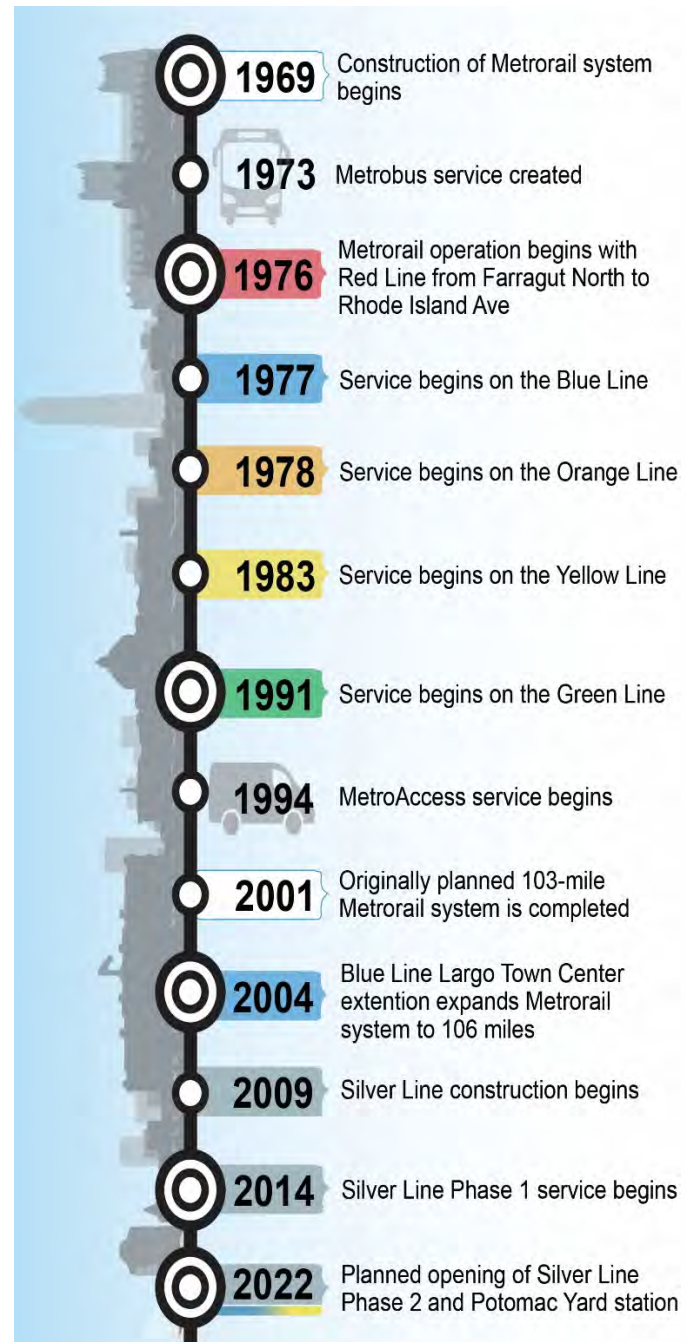 1969
Construction of Metrorail system
begins
1973
Metrobus service created
1976
Metrorail operation begins with
Red Line from Farragut North to
Rhode Island Ave
1977
Service begins on the Blue Line
1978
Service begins on the Orange Line
1983
Service begins on the Yellow Line
1991
Service begins on the Green Line
1994
MetroAccess service begins
2001
Originally planned 103-mile
Metrorail system is completed
2004
Blue Line Largo Town Center
extention expands Metrorail
system to 106 miles
2009
Silver Line construction begins
2014
Silver Line Phase 1 service begins
2022
Planned opening of Silver Line
Phase 2 and Potomac Yard station